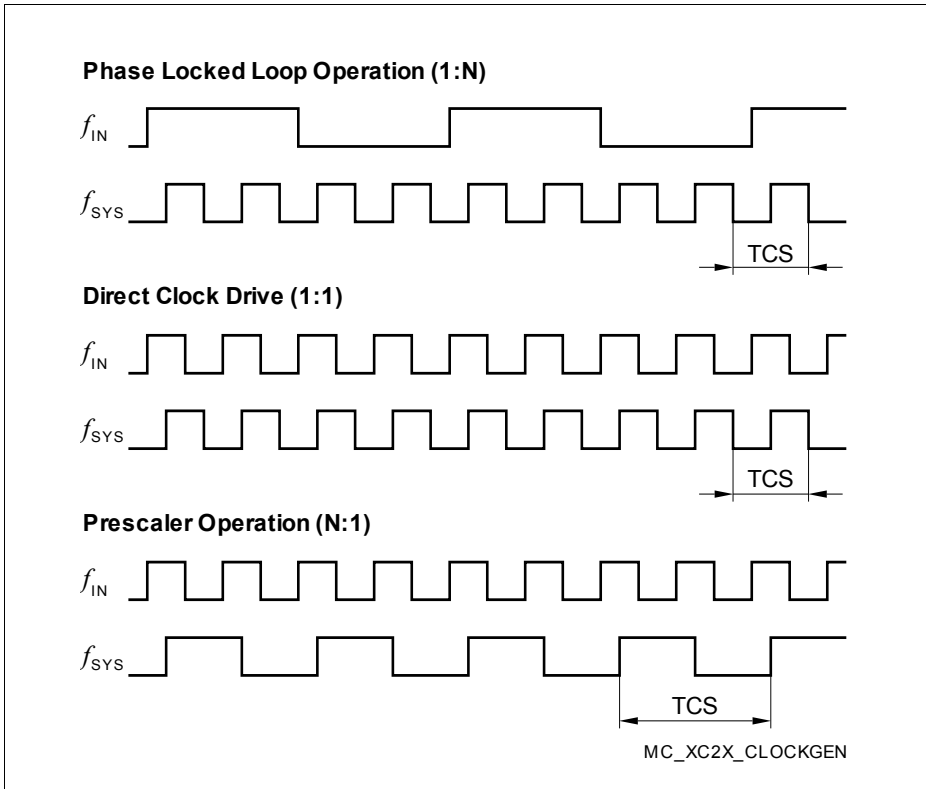 Phase Locked Loop Operation (1:N)
fIN
fSYS
TCS
Direct Clock Drive (1:1)
fIN
fSYS
TCS
Prescaler Operation (N:1)
fIN
fSYS
TCS
MC_XC2X_CLOCKGEN